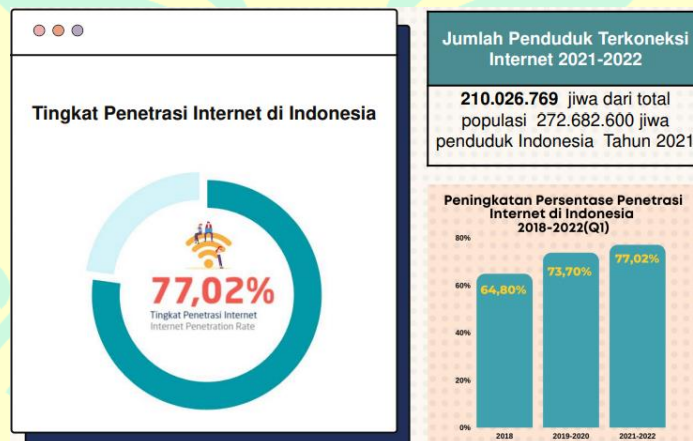 Tingkat Penetrasi Internet di Indonesia
77,02%
Tingkat Penetrasi Internet
Internet Penetration Rate
Jumlah Penduduk Terkoneksi
Internet 2021-2022
210.026.769 jiwa dari total
populasi 272.682.600 jiwa
penduduk Indonesia Tahun 2021
Peningkatan Persentase Penetrasi
Internet di Indonesia
2018-2022(Q1)
80%
60%
40%
20%
0%
64,80%
73,70%
77,02%
2018
2019-2020
2021-2022